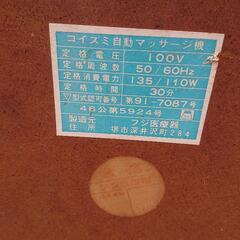 コイズミ自動マッサージ機
定格電圧 100V
定格周波数 50/60Hz
定格消費電力 135/110W
定格時間 30分
型式認可番号 第91-7087号
46公第5924号
製造元 フジ医療器
住所 堺市深井沢町284